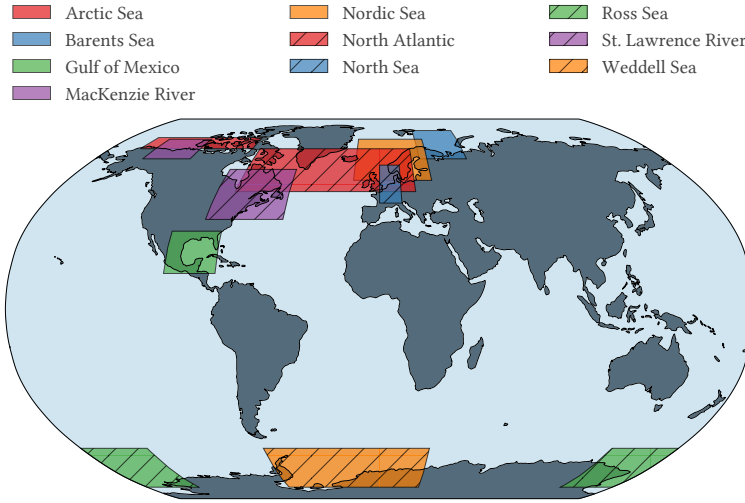 Arctic Sea
Barents Sea
Gulf of Mexico
MacKenzie River
Nordic Sea
North Atlantic
North Sea
Ross Sea
St. Lawrence River
Weddell Sea